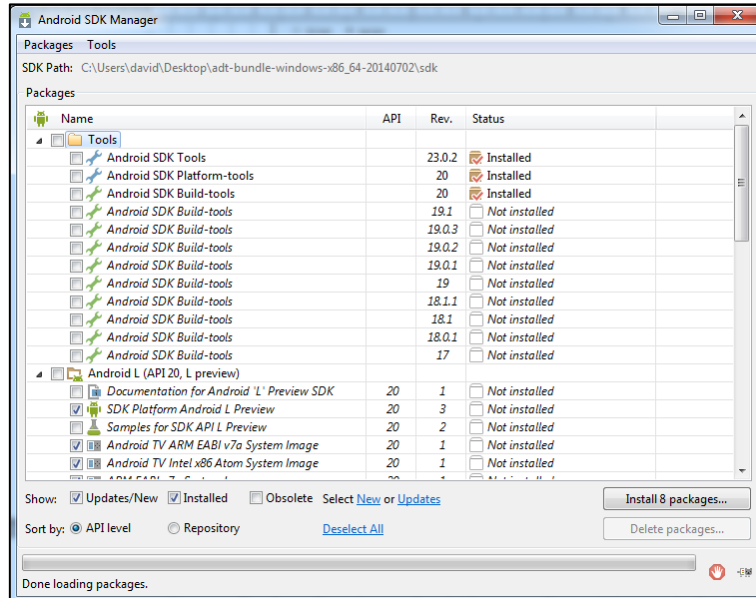 Android SDK Manager
Packages Tools
SDK Path: C:\Users\david\Desktop\adt-bundle-windows-x86_64-20140702\sdk
Packages
Name API Rev. Status
Tools
Android SDK Tools 23.0.2 Installed
Android SDK Platform-tools 20 Installed
Android SDK Build-tools 20 Installed
Android SDK Build-tools 19.1 Not installed
Android SDK Build-tools 19.0.3 Not installed
Android SDK Build-tools 19.0.2 Not installed
Android SDK Build-tools 19.0.1 Not installed
Android SDK Build-tools 19 Not installed
Android SDK Build-tools 18.1.1 Not installed
Android SDK Build-tools 18.1 Not installed
Android SDK Build-tools 18.0.1 Not installed
Android SDK Build-tools 17 Not installed
Android L (API 20, L preview)
Documentation for Android 'L' Preview SDK 20 1 Not installed
SDK Platform Android L Preview 20 3 Not installed
Samples for SDK API L Preview 20 2 Not installed
Android TV ARM EABI v7a System Image 20 1 Not installed
Android TV Intel x86 Atom System Image 20 1 Not installed
Show: Updates/New Installed Obsolete Select New or Updates Install 8 packages...
Sort by: API level Repository Deselect All Delete packages...
Done loading packages.